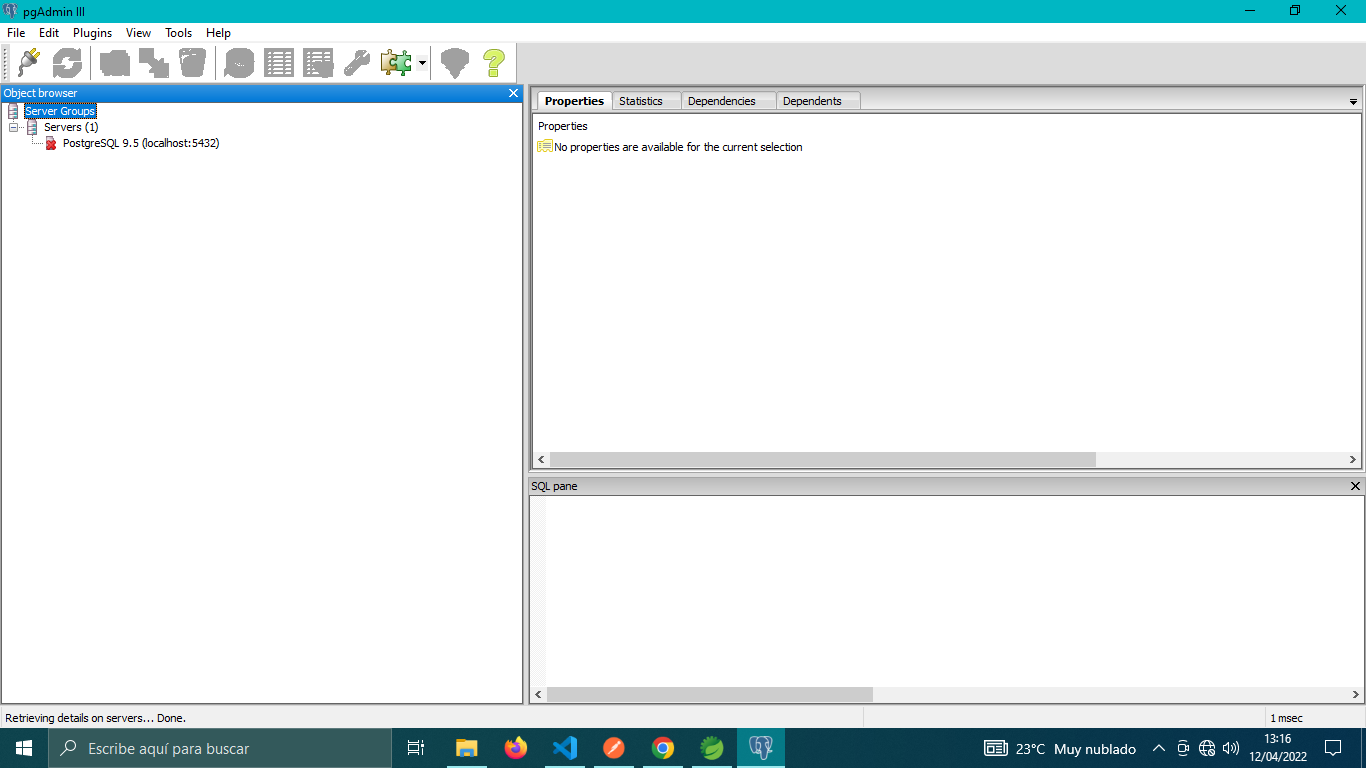 pgAdmin III
File Edit Plugins View Tools Help
Object browser
Server Groups
Servers (1)
PostgreSQL 9.5 (localhost:5432)
Properties Statistics Dependencies Dependents
Properties
No properties are available for the current selection
SQL pane
Retrieving details on servers... Done.
1 msec
Escribe aquí para buscar
23°C Muy nublado
13:16
12/04/2022